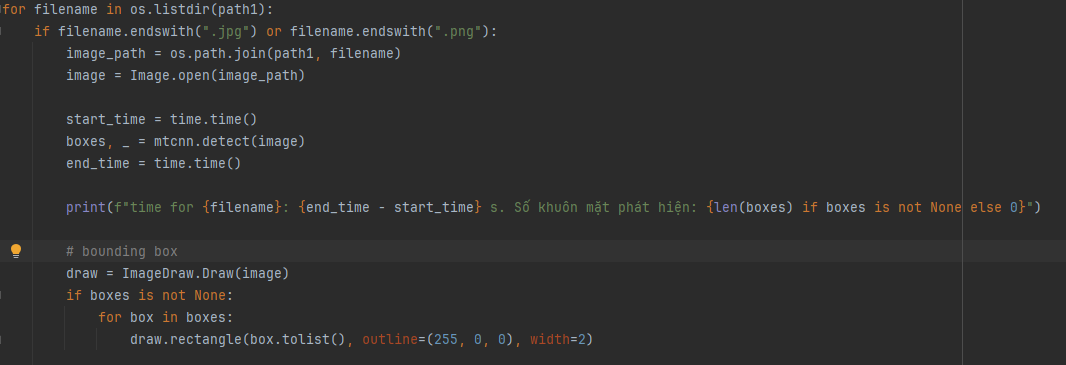 for filename in os.listdir(path1):
    if filename.endswith(".jpg") or filename.endswith(".png"):
        image_path = os.path.join(path1, filename)
        image = Image.open(image_path)

        start_time = time.time()
        boxes, _ = mtcnn.detect(image)
        end_time = time.time()

        print(f"time for {filename}: {end_time - start_time} s. Số khuôn mặt phát hiện: {len(boxes) if boxes is not None else 0}")

        # bounding box
        draw = ImageDraw.Draw(image)
        if boxes is not None:
            for box in boxes:
                draw.rectangle(box.tolist(), outline=(255, 0, 0), width=2)